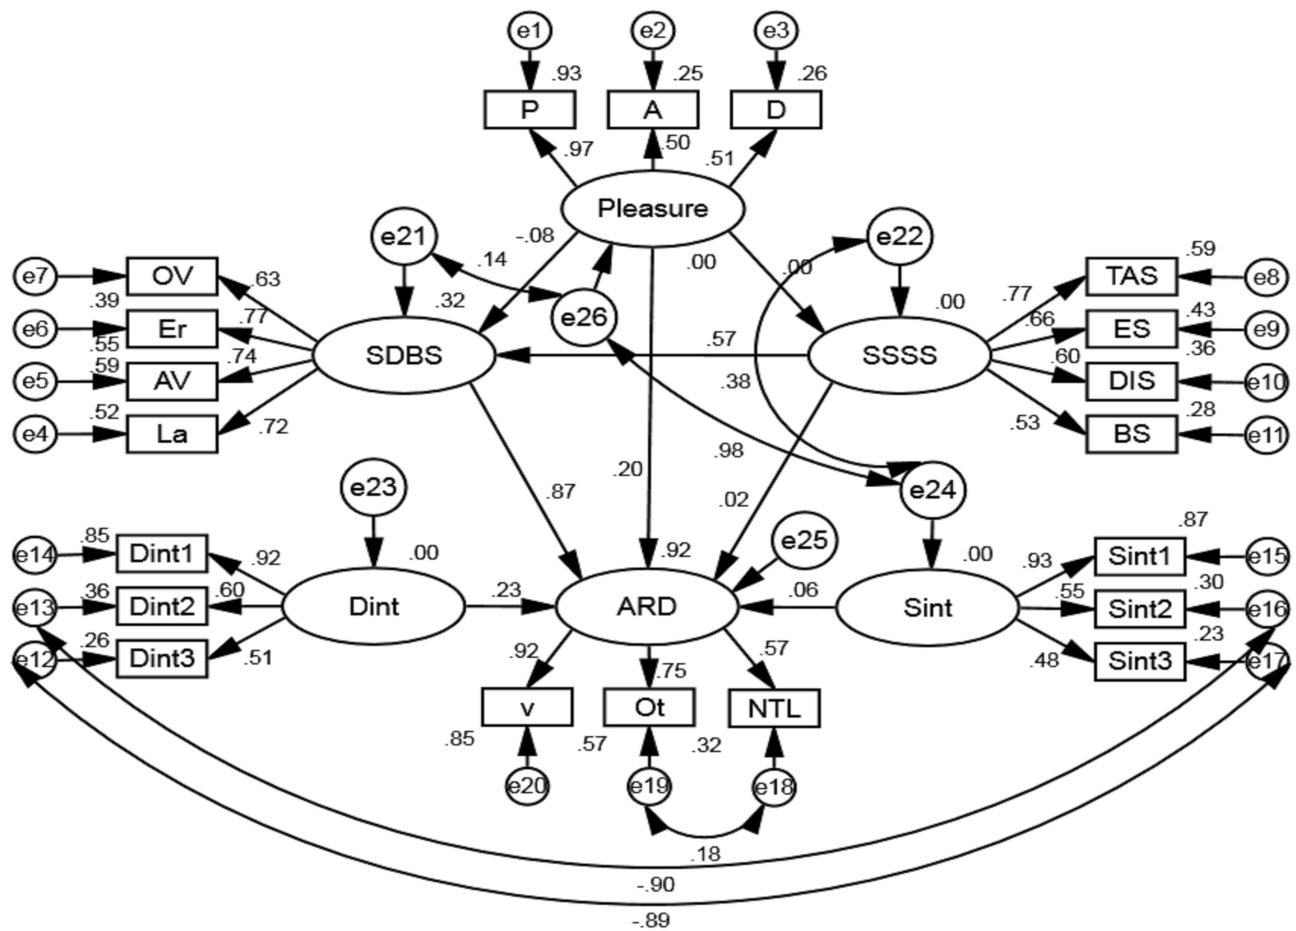 e1 e2 e3
.93 .25 .26
P A D
.97 .50 .51
Pleasure
e21 -.08 e22
.14 .00 .00 .59
e7 OV .63 TAS e8
.77
.39 .32 e26 .00
e6 Er .77 .66 ES .43 e9
.55 SDBS .57 SSSS .36
.59 .74 .60
e5 AV .38 DIS e10
.52 .28
e4 La .72 .53 BS e11
.98
.20 e24
e23 .87 .02
.87
.85 .00 .92 e25 .00
e14 Dint1 .92 .93 Sint1 e15
.36 .60 .55 .30
e13 Dint2 Dint .23 ARD .06 Sint Sint2 e16
.26 .23
e12 Dint3 .51 .48 Sint3 e17
.92 .75 .57
v Ot NTL
.85 .57 .32
e20 e19 e18
.18
-.90
-.89